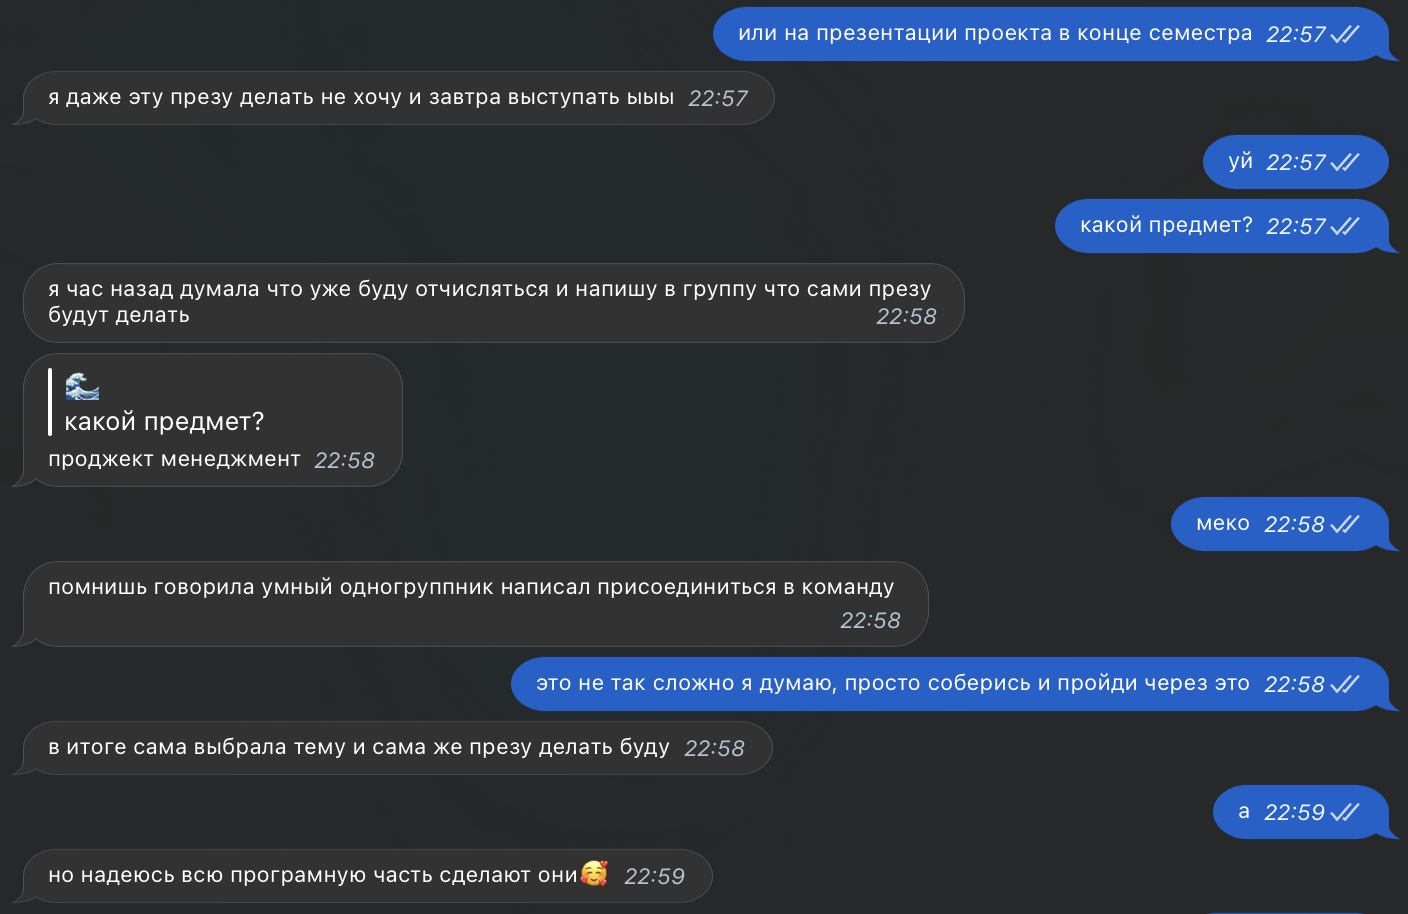 или на презентации проекта в конце семестра 22:57
я даже эту презу делать не хочу и завтра выступать ыыы 22:57
уй 22:57
какой предмет? 22:57
я час назад думала что уже буду отчисляться и напишу в группу что сами презу
будут делать 22:58
🌊
какой предмет?
проджект менеджмент 22:58
меко 22:58
помнишь говорила умный одногруппник написал присоединиться в команду
22:58
это не так сложно я думаю, просто соберись и пройди через это 22:58
в итоге сама выбрала тему и сама же презу делать буду 22:58
а 22:59
но надеюсь всю програмную часть сделают они🥰 22:59